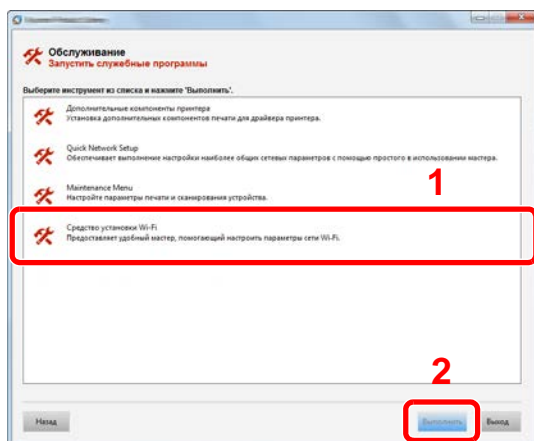 Обслуживание
Запустить служебные программы
Выберите инструмент из списка и нажмите 'Выполнить'.
Дополнительные компоненты принтера
Установка дополнительных компонентов печати для драйвера принтера.
Quick Network Setup
Обеспечивает выполнение настройки наиболее общих сетевых параметров с помощью простого в использовании мастера.
1
Maintenance Menu
Настройте параметры печати и сканирования устройства.
Средство установки Wi-Fi
Предоставляет удобный мастер, помогающий настроить параметры сети Wi-Fi.
2
Назад
Выполнить
Выход